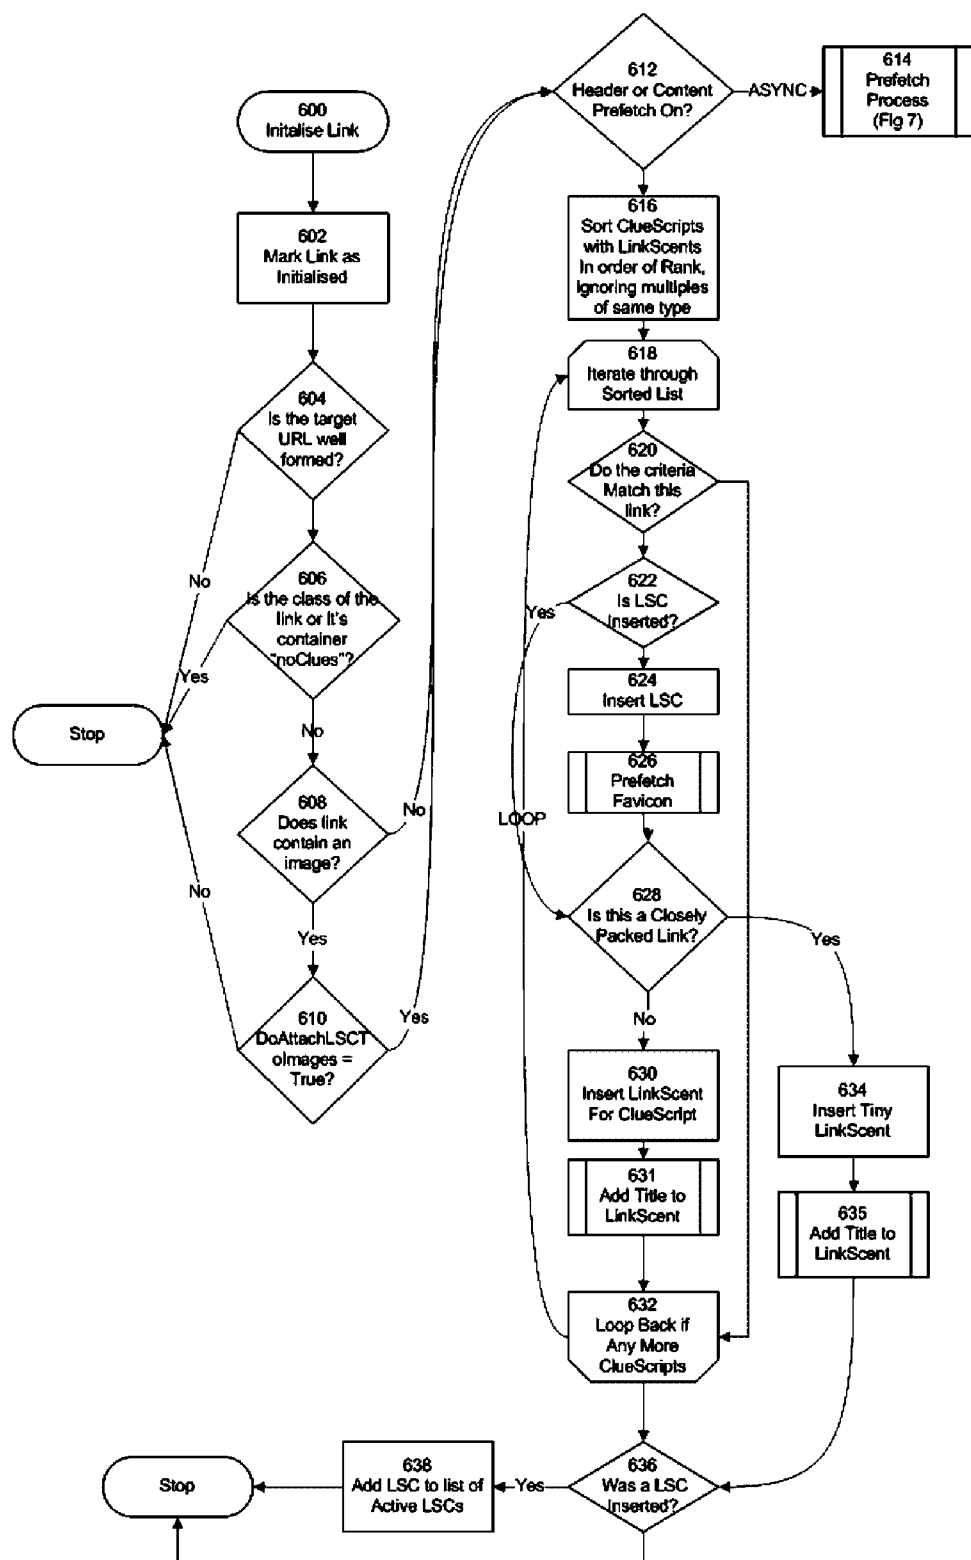 600
Initalise Link
602
Mark Link as
Initialised
604
Is the target
URL well
formed?
No
606
Is the class of the
link or It's
container
"noClues"?
Yes
Stop
No
608
Does link
contain an
image?
No
No
Yes
610
DoAttachLSCT
oImages =
True?
Yes
612
Header or Content
Prefetch On?
ASYNC
614
Prefetch
Process
(Fig 7)
616
Sort ClueScripts
with LinkScents
In order of Rank,
ignoring multiples
of same type
618
Iterate through
Sorted List
620
Do the criteria
Match this
link?
622
Is LSC
Inserted?
Yes
624
Insert LSC
626
Prefetch
Favicon
LOOP
628
Is this a Closely
Packed Link?
Yes
No
630
Insert LinkScent
For ClueScript
631
Add Title to
LinkScent
634
Insert Tiny
LinkScent
635
Add Title to
LinkScent
632
Loop Back if
Any More
ClueScripts
636
Was a LSC
Inserted?
Yes
638
Add LSC to list of
Active LSCs
Stop